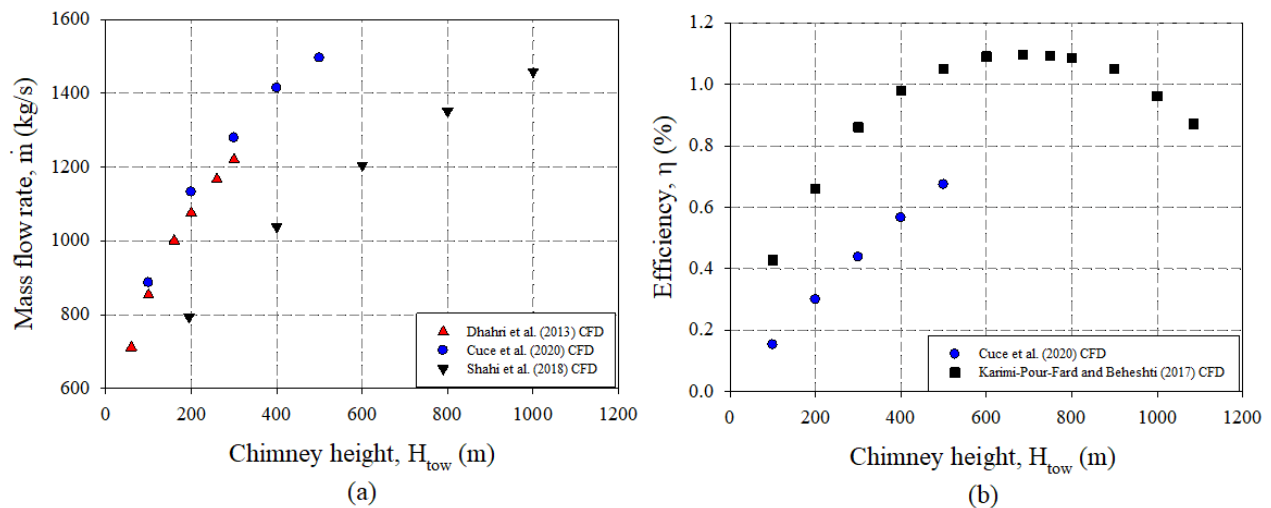 1600
1400
1200
1000
800
600
Mass flow rate, ṁ (kg/s)
Dhahri et al. (2013) CFD
Cuce et al. (2020) CFD
Shahi et al. (2018) CFD
0 200 400 600 800 1000 1200
Chimney height, Htow (m)
(a)
1.2
1.0
0.8
0.6
0.4
0.2
0.0
Efficiency, η (%)
Cuce et al. (2020) CFD
Karimi-Pour-Fard and Beheshti (2017) CFD
0 200 400 600 800 1000 1200
Chimney height, Htow (m)
(b)